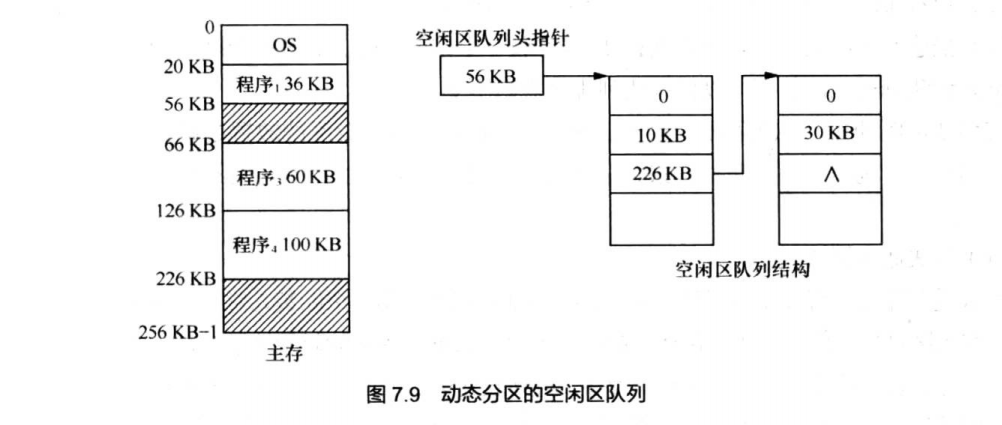 0
OS
20 KB
程序₁ 36 KB
56 KB
66 KB
程序₃ 60 KB
126 KB
程序₄ 100 KB
226 KB
256 KB-1
主存
空闲区队列头指针
56 KB
0
10 KB
226 KB
0
30 KB
∧
空闲区队列结构
图 7.9 动态分区的空闲区队列